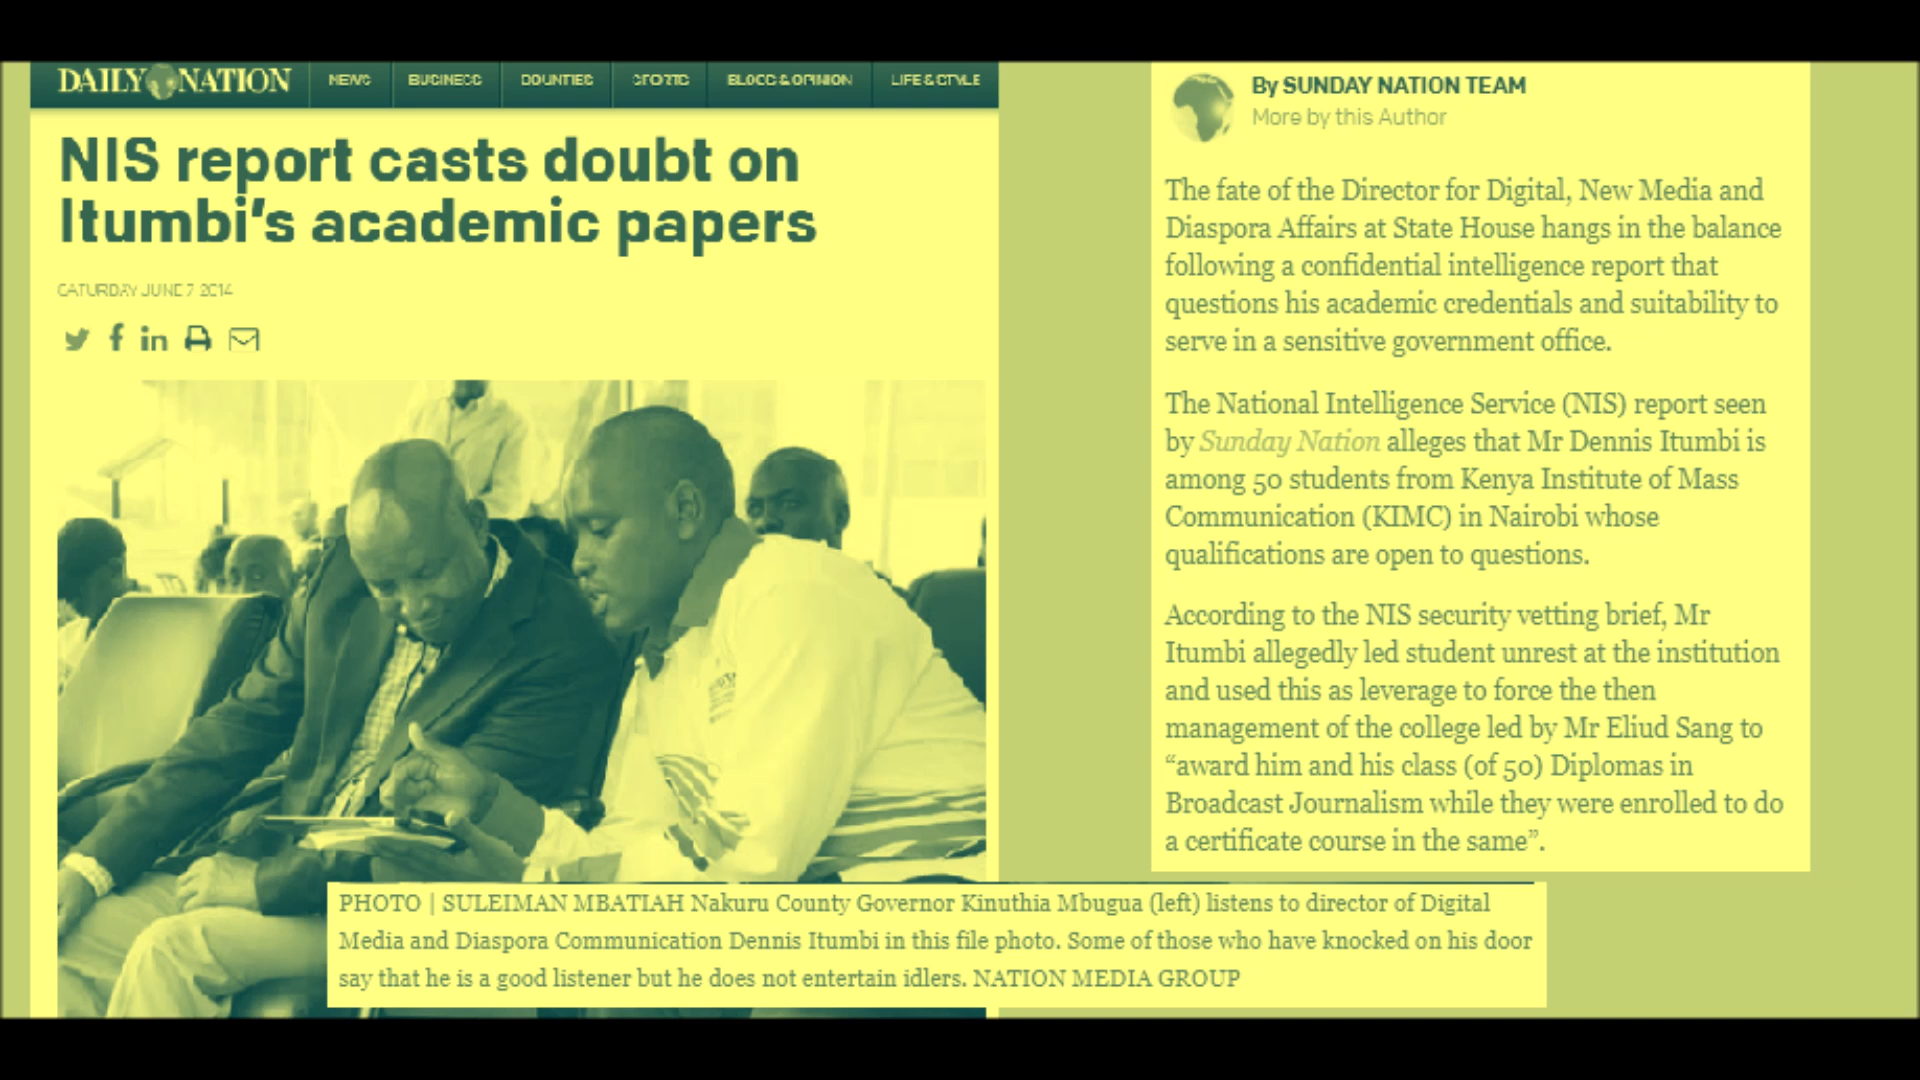 DAILY NATION
NEWS BUSINESS COUNTIES SPORTS BLOGS & OPINION LIFE & STYLE
NIS report casts doubt on
Itumbi's academic papers
SATURDAY JUNE 7 2014
By SUNDAY NATION TEAM
More by this Author
The fate of the Director for Digital, New Media and
Diaspora Affairs at State House hangs in the balance
following a confidential intelligence report that
questions his academic credentials and suitability to
serve in a sensitive government office.
The National Intelligence Service (NIS) report seen
by Sunday Nation alleges that Mr Dennis Itumbi is
among 50 students from Kenya Institute of Mass
Communication (KIMC) in Nairobi whose
qualifications are open to questions.
According to the NIS security vetting brief, Mr
Itumbi allegedly led student unrest at the institution
and used this as leverage to force the then
management of the college led by Mr Eliud Sang to
“award him and his class (of 50) Diplomas in
Broadcast Journalism while they were enrolled to do
a certificate course in the same”.
PHOTO | SULEIMAN MBATIAH Nakuru County Governor Kinuthia Mbugua (left) listens to director of Digital
Media and Diaspora Communication Dennis Itumbi in this file photo. Some of those who have knocked on his door
say that he is a good listener but he does not entertain idlers. NATION MEDIA GROUP